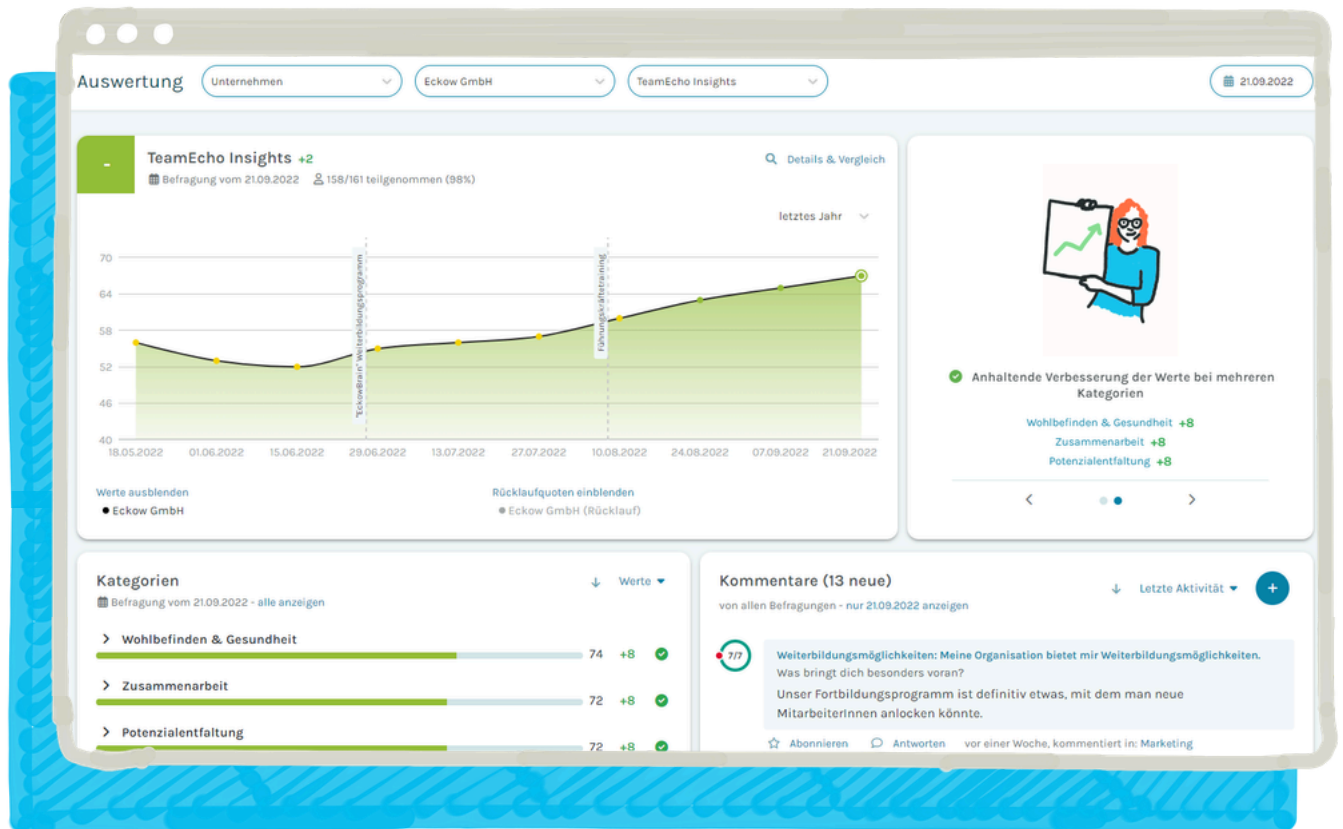 Auswertung
Unternehmen
Eckow GmbH
TeamEcho Insights
21.09.2022
-
TeamEcho Insights +2
Befragung vom 21.09.2022 158/161 teilgenommen (98%)
Details & Vergleich
letztes Jahr
70
64
58
52
46
40
"EckowBrain" Weiterbildungsprogramm
Führungskräftetraining
18.05.2022 01.06.2022 15.06.2022 29.06.2022 13.07.2022 27.07.2022 10.08.2022 24.08.2022 07.09.2022 21.09.2022
Werte ausblenden
Eckow GmbH
Rücklaufquoten einblenden
Eckow GmbH (Rücklauf)
Anhaltende Verbesserung der Werte bei mehreren
Kategorien
Wohlbefinden & Gesundheit +8
Zusammenarbeit +8
Potenzialentfaltung +8
Kategorien
Werte
Befragung vom 21.09.2022 - alle anzeigen
Wohlbefinden & Gesundheit
74 +8
Zusammenarbeit
72 +8
Potenzialentfaltung
72 +8
Kommentare (13 neue)
Letzte Aktivität
+
von allen Befragungen - nur 21.09.2022 anzeigen
7/7
Weiterbildungsmöglichkeiten: Meine Organisation bietet mir Weiterbildungsmöglichkeiten.
Was bringt dich besonders voran?
Unser Fortbildungsprogramm ist definitiv etwas, mit dem man neue
MitarbeiterInnen anlocken könnte.
Abonnieren Antworten vor einer Woche, kommentiert in: Marketing